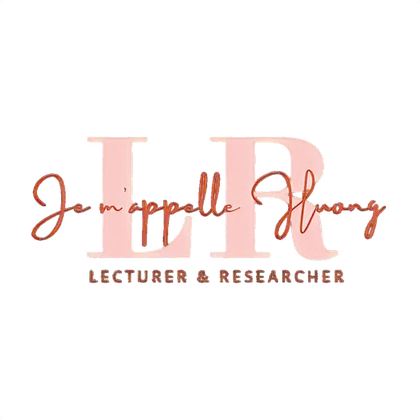 LR
Je m'appelle Huong
LECTURER & RESEARCHER